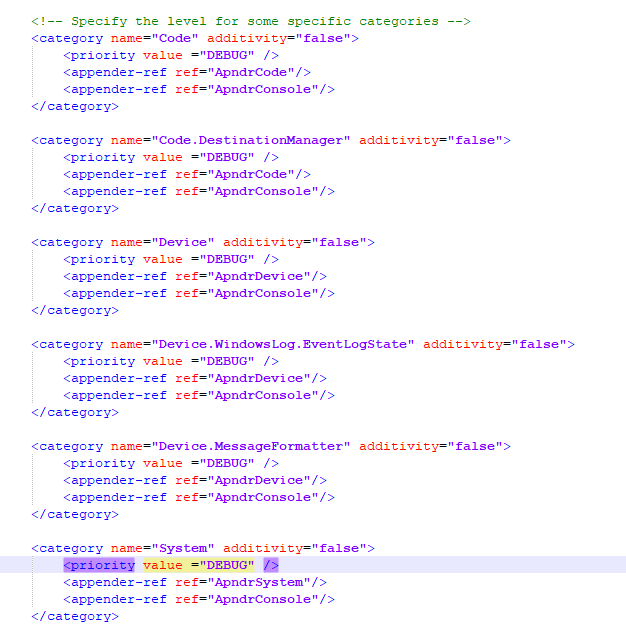 <!-- Specify the level for some specific categories -->
<category name="Code" additivity="false">
<priority value ="DEBUG" />
<appender-ref ref="ApndrCode"/>
<appender-ref ref="ApndrConsole"/>
</category>
<category name="Code.DestinationManager" additivity="false">
<priority value ="DEBUG" />
<appender-ref ref="ApndrCode"/>
<appender-ref ref="ApndrConsole"/>
</category>
<category name="Device" additivity="false">
<priority value ="DEBUG" />
<appender-ref ref="ApndrDevice"/>
<appender-ref ref="ApndrConsole"/>
</category>
<category name="Device.WindowsLog.EventLogState" additivity="false">
<priority value ="DEBUG" />
<appender-ref ref="ApndrDevice"/>
<appender-ref ref="ApndrConsole"/>
</category>
<category name="Device.MessageFormatter" additivity="false">
<priority value ="DEBUG" />
<appender-ref ref="ApndrDevice"/>
<appender-ref ref="ApndrConsole"/>
</category>
<category name="System" additivity="false">
<priority value ="DEBUG" />
<appender-ref ref="ApndrSystem"/>
<appender-ref ref="ApndrConsole"/>
</category>